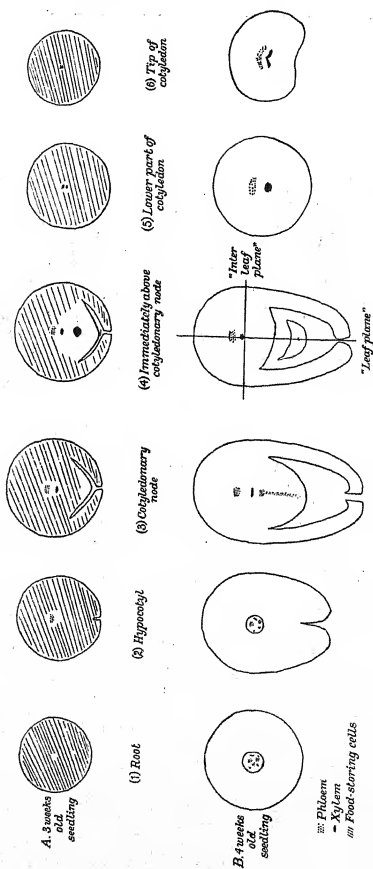 A. 3 weeks
old
seedling
(1) Root
(2) Hypocotyl
(3) Cotyledonary
node
(4) Immediately above
cotyledonary node
(5) Lower part of
cotyledon
(6) Tip of
cotyledon
B. 4 weeks
old
seedling
"Inter
leaf
plane"
"Leaf plane"
Phloem
Xylem
Food-storing cells